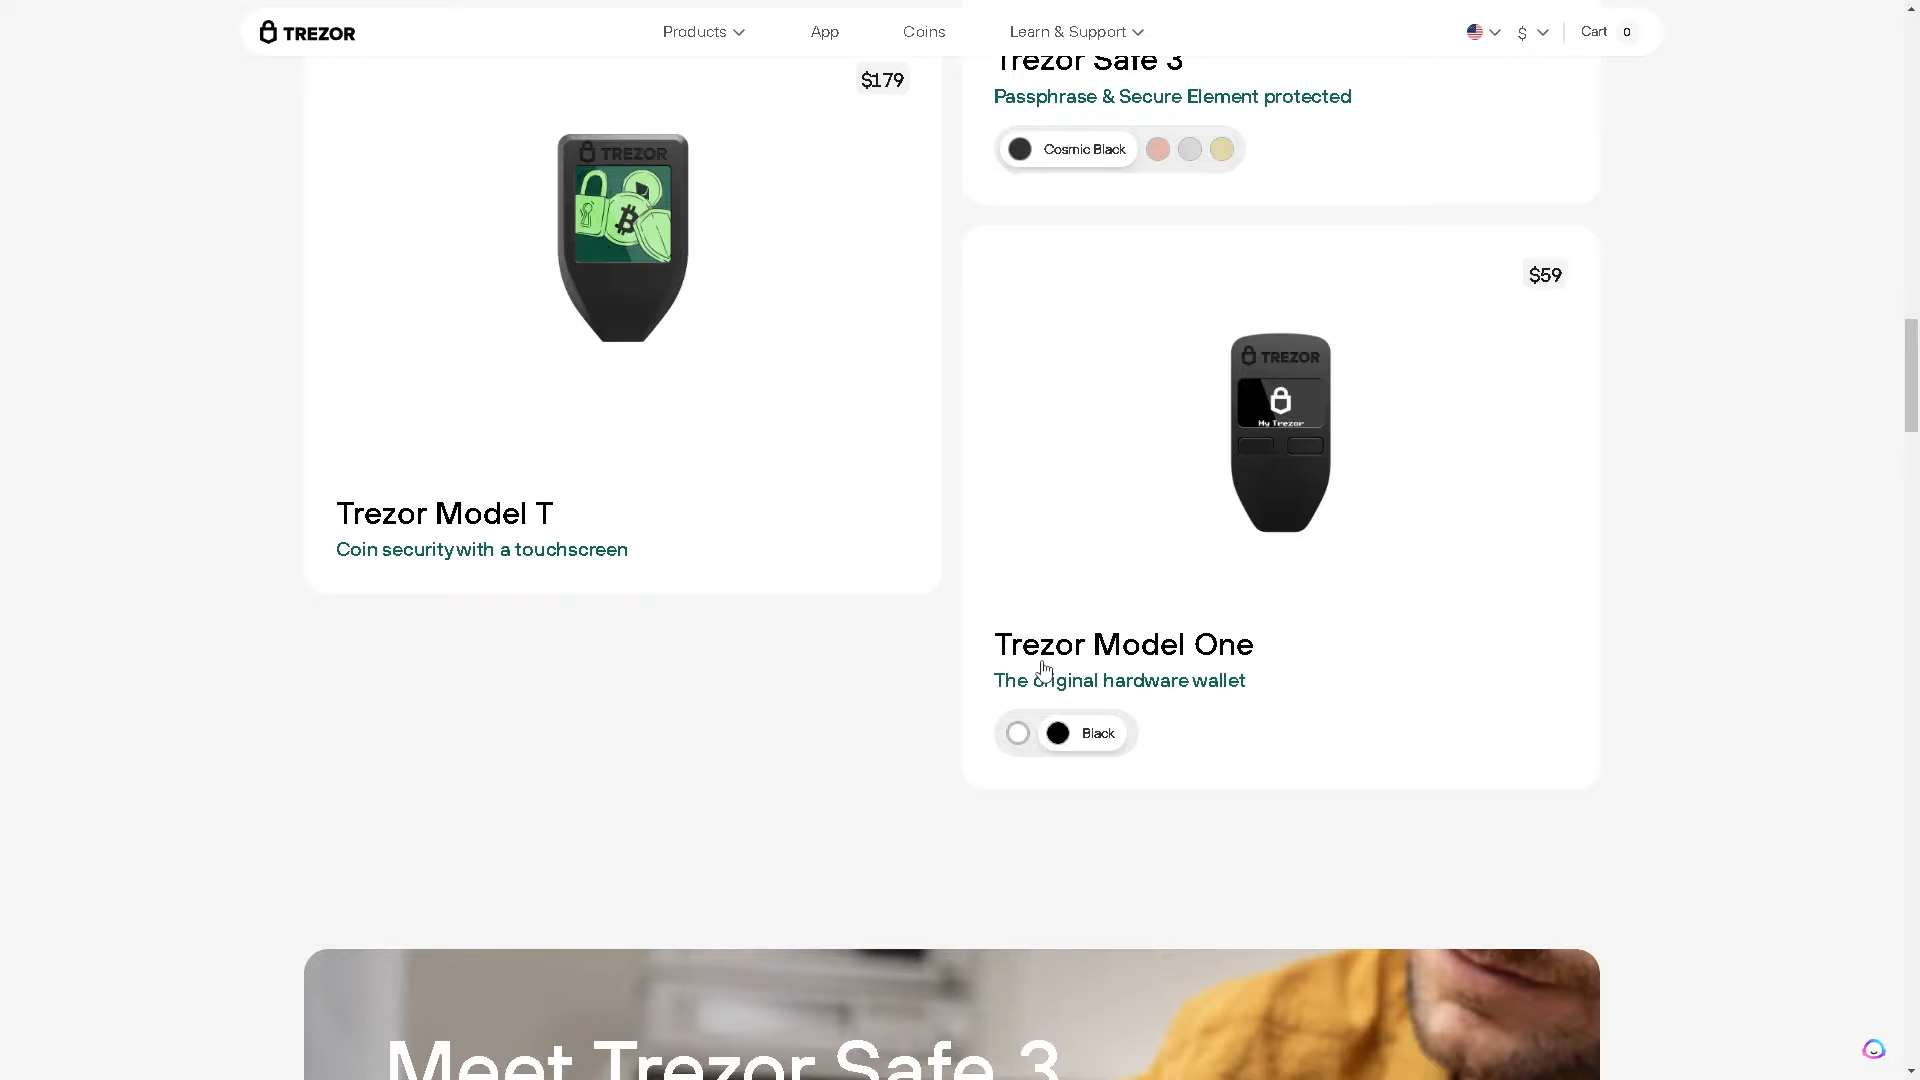 TREZOR
Products
App
Coins
Learn & Support
$
Cart
0
$179
TREZOR
Trezor Model T
Coin security with a touchscreen
Trezor Safe 3
Passphrase & Secure Element protected
Cosmic Black
$59
TREZOR
My Trezor
Trezor Model One
The original hardware wallet
Black
Meet Trezor Safe 3